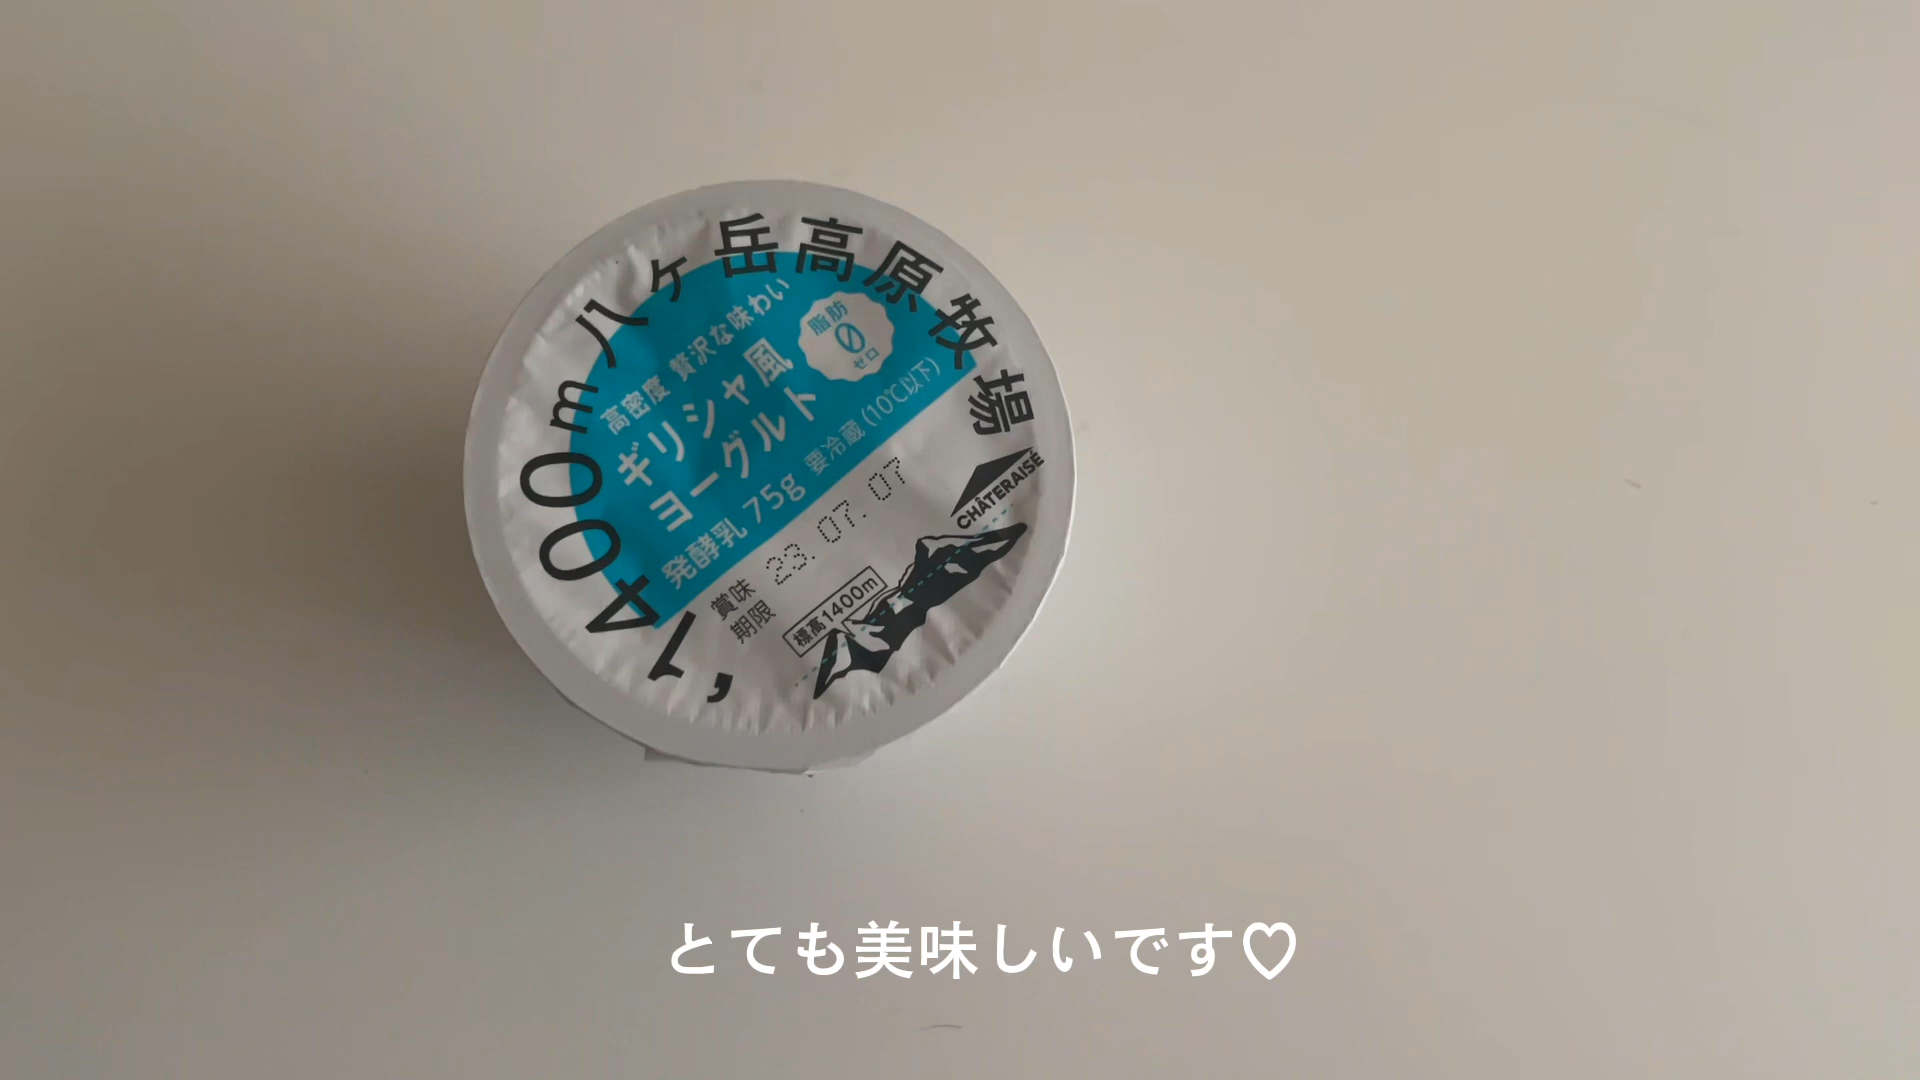 ,1400m八ヶ岳高原牧場
高密度 贅沢な味わい
ギリシャ風
ヨーグルト
脂肪
0
ゼロ
発酵乳 75g 要冷蔵(10℃以下)
賞味
期限
23.07.07
CHÂTERAISÉ
標高1400m
とても美味しいです♡